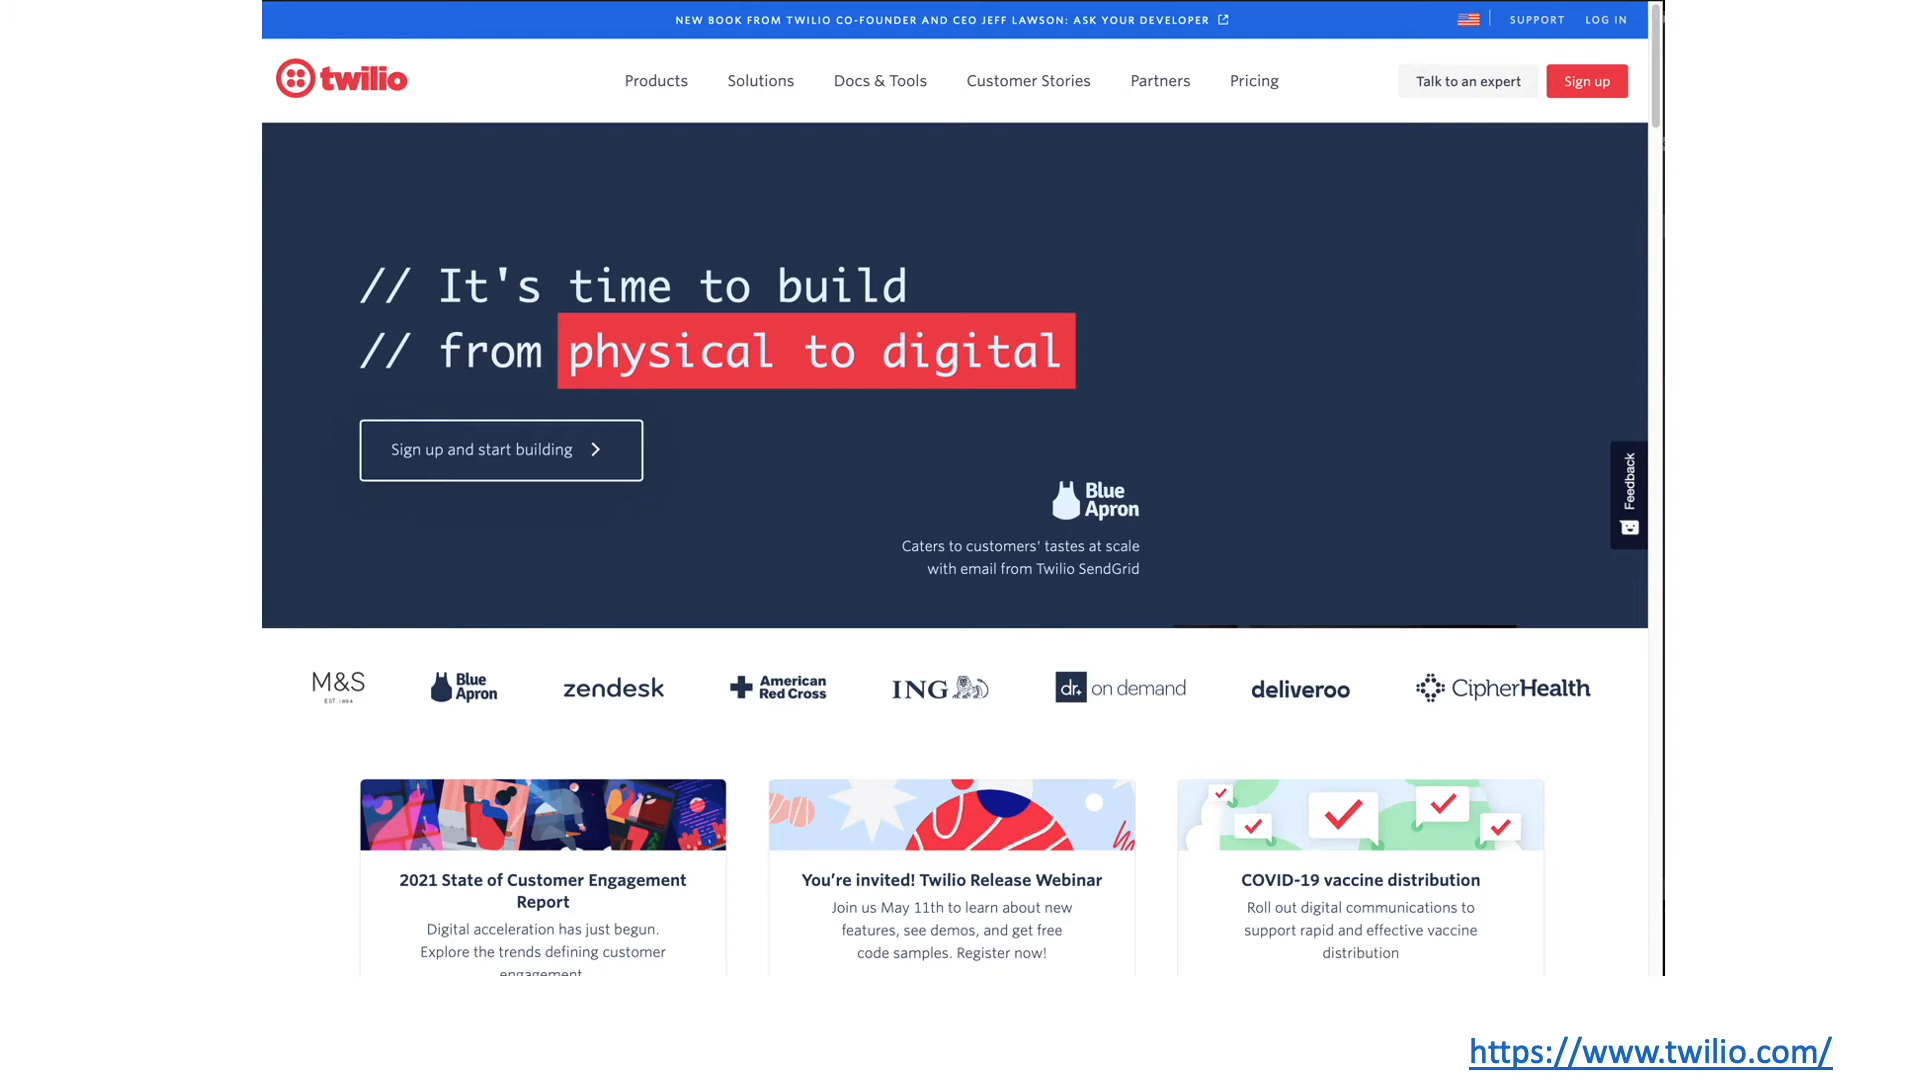 NEW BOOK FROM TWILIO CO-FOUNDER AND CEO JEFF LAWSON: ASK YOUR DEVELOPER
SUPPORT
LOG IN
twilio
Products
Solutions
Docs & Tools
Customer Stories
Partners
Pricing
Talk to an expert
Sign up
// It's time to build
// from physical to digital
Sign up and start building
Feedback
Blue
Apron
Caters to customers' tastes at scale
with email from Twilio SendGrid
M&S
EST. 1884
Blue
Apron
zendesk
American
Red Cross
ING
dr. on demand
deliveroo
CipherHealth
2021 State of Customer Engagement
Report
Digital acceleration has just begun.
Explore the trends defining customer
engagement
You’re invited! Twilio Release Webinar
Join us May 11th to learn about new
features, see demos, and get free
code samples. Register now!
COVID-19 vaccine distribution
Roll out digital communications to
support rapid and effective vaccine
distribution
https://www.twilio.com/